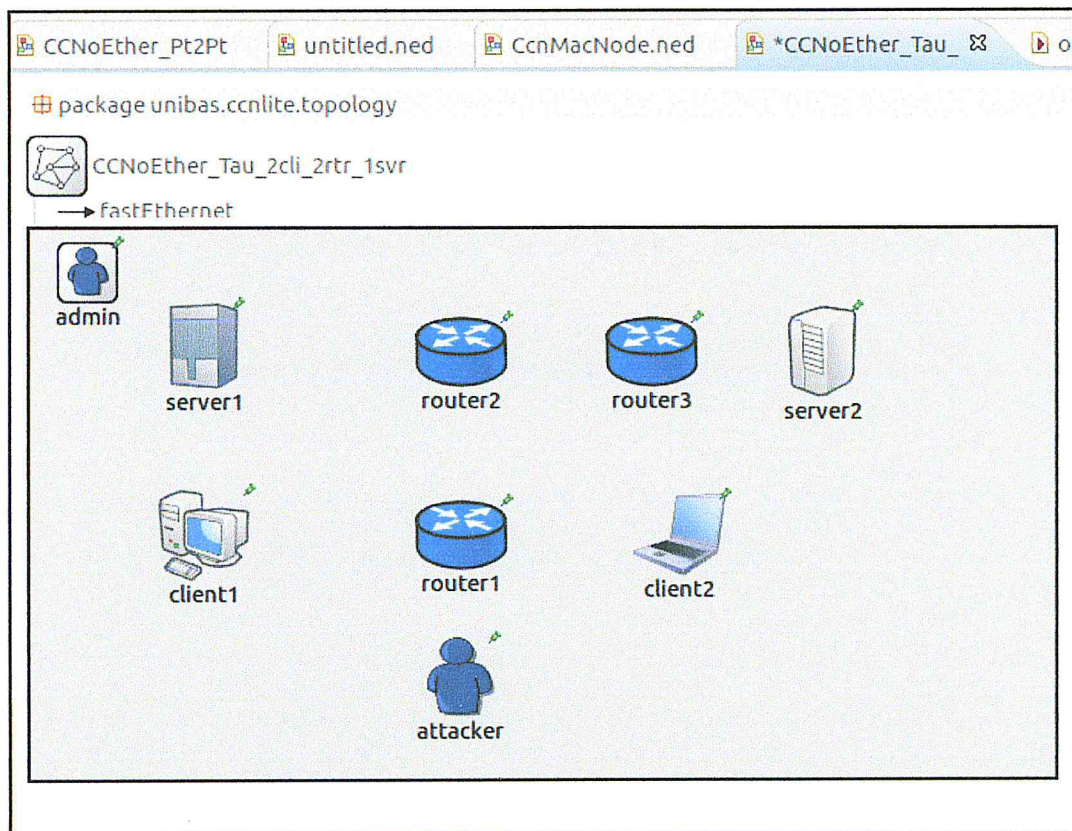 CCNoEther_Pt2Pt untitled.ned CcnMacNode.ned *CCNoEther_Tau_ o
package unibas.ccnlite.topology
CCNoEther_Tau_2cli_2rtr_1svr
fastEthernet
admin
server1 router2 router3 server2
client1 router1 client2
attacker